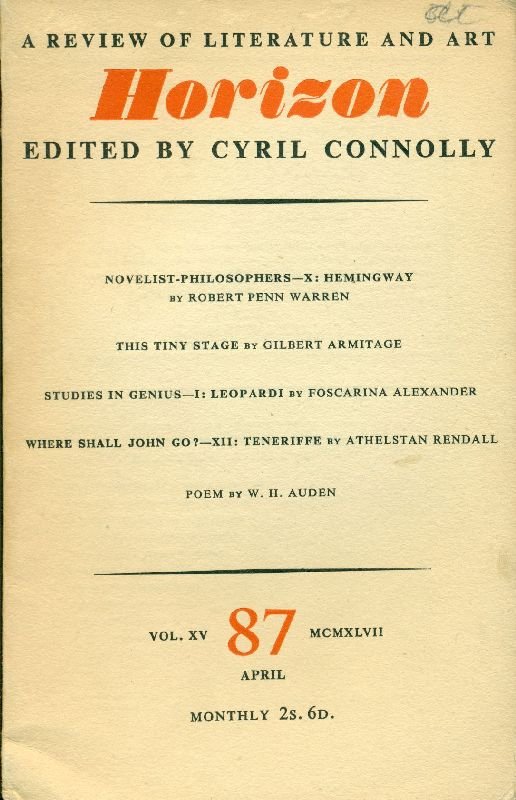 A REVIEW OF LITERATURE AND ART
Horizon
EDITED BY CYRIL CONNOLLY
NOVELIST-PHILOSOPHERS—X: HEMINGWAY
BY ROBERT PENN WARREN
THIS TINY STAGE BY GILBERT ARMITAGE
STUDIES IN GENIUS—I: LEOPARDI BY FOSCARINA ALEXANDER
WHERE SHALL JOHN GO?—XII: TENERIFFE BY ATHELSTAN RENDALL
POEM BY W. H. AUDEN
VOL. XV 87 MCMXLVII
APRIL
MONTHLY 2S. 6D.